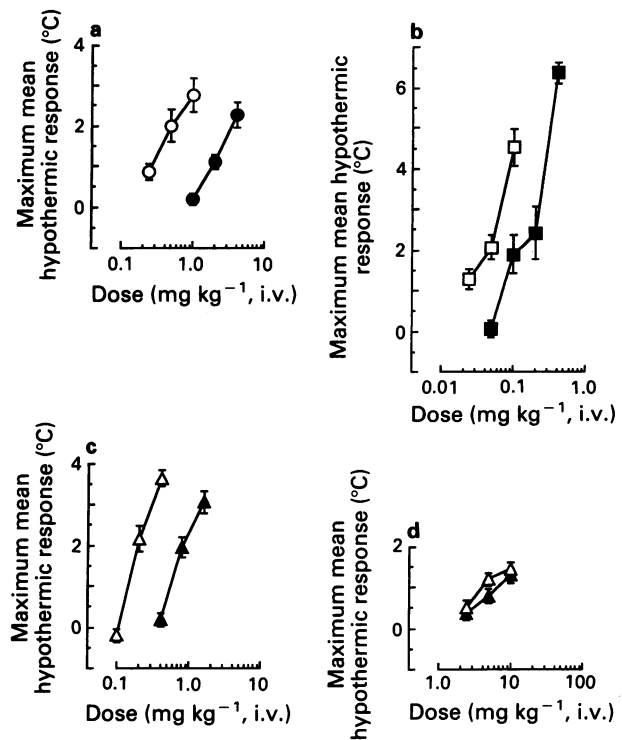 a
Maximum mean
hypothermic response (°C)
4
2
0
0.1 1.0 10
Dose (mg kg⁻¹, i.v.)
b
Maximum mean hypothermic
response (°C)
6
4
2
0
0.01 0.1 1.0
Dose (mg kg⁻¹, i.v.)
c
Maximum mean
hypothermic response (°C)
4
2
0
0.1 1.0 10
Dose (mg kg⁻¹, i.v.)
d
Maximum mean
hypothermic response (°C)
2
0
1.0 10 100
Dose (mg kg⁻¹, i.v.)